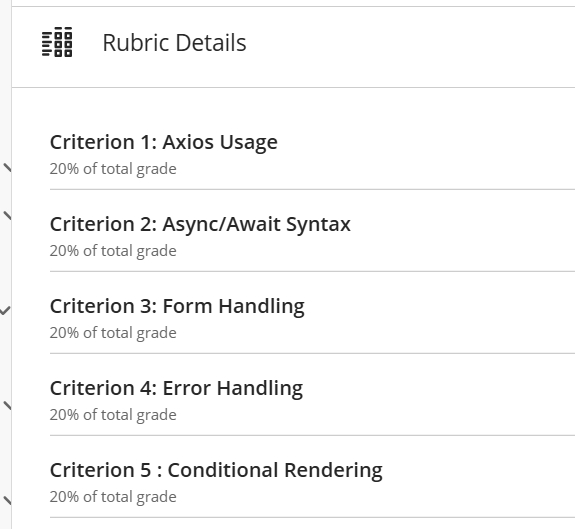 Rubric Details
Criterion 1: Axios Usage
20% of total grade
Criterion 2: Async/Await Syntax
20% of total grade
Criterion 3: Form Handling
20% of total grade
Criterion 4: Error Handling
20% of total grade
Criterion 5 : Conditional Rendering
20% of total grade